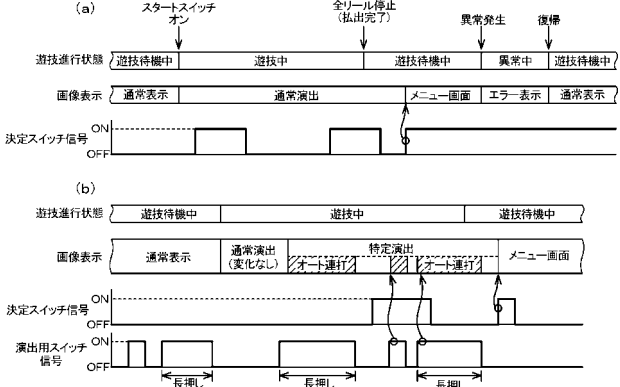 (a)
スタートスイッチ
オン
全リール停止
(払出完了)
異常発生
復帰
遊技進行状態
遊技待機中
遊技中
遊技待機中
異常中
遊技待機中
画像表示
通常表示
通常演出
メニュー画面
エラー表示
通常表示
決定スイッチ信号
ON
OFF
(b)
遊技進行状態
遊技待機中
遊技中
遊技待機中
画像表示
通常表示
通常演出
(変化なし)
特定演出
オート連打
オート連打
メニュー画面
決定スイッチ信号
ON
OFF
演出用スイッチ
信号
ON
OFF
長押し
長押し
長押し